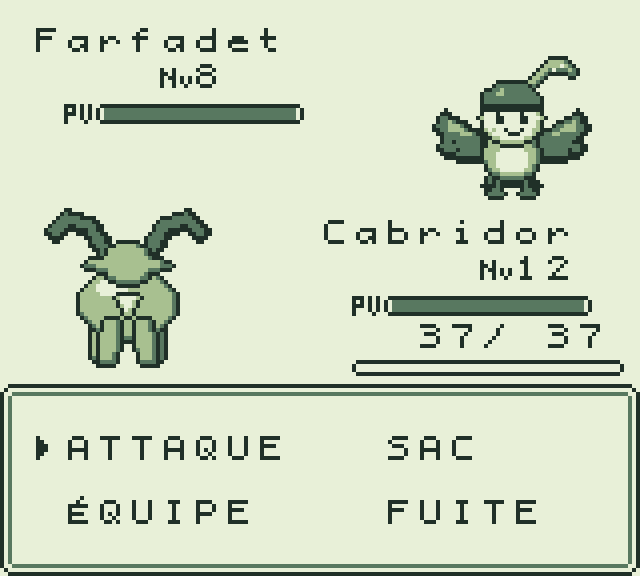 Farfadet
Nv8
PV
Cabridor
Nv12
PV
37/ 37
ATTAQUE SAC
ÉQUIPE FUITE